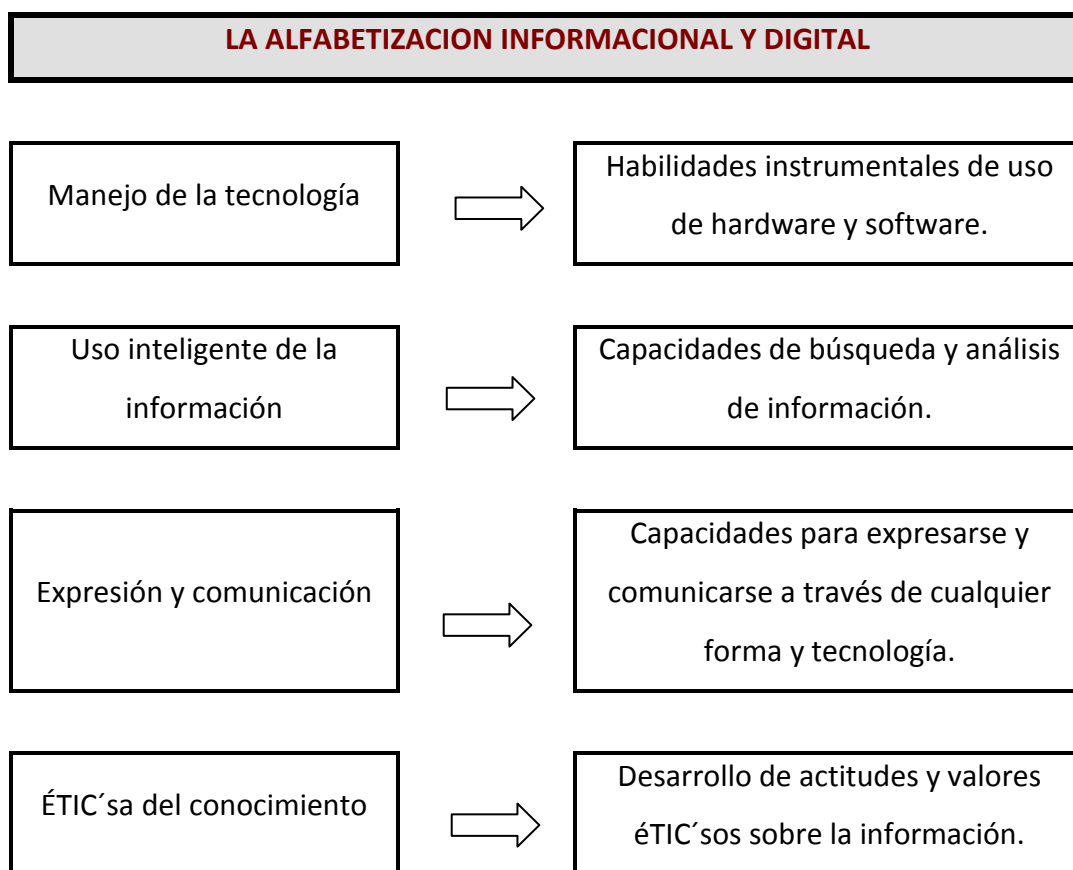 LA ALFABETIZACION INFORMACIONAL Y DIGITAL
Manejo de la tecnología
Habilidades instrumentales de uso
de hardware y software.
Uso inteligente de la
información
Capacidades de búsqueda y análisis
de información.
Expresión y comunicación
Capacidades para expresarse y
comunicarse a través de cualquier
forma y tecnología.
ÉTIC´sa del conocimiento
Desarrollo de actitudes y valores
éTIC´sos sobre la información.